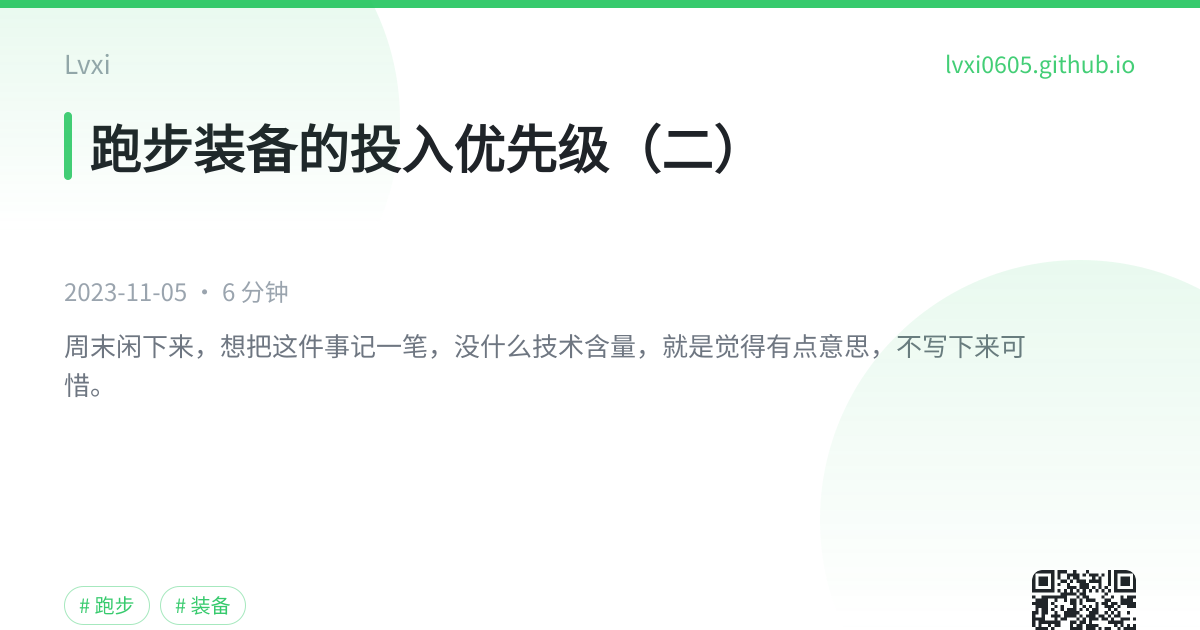 Lvxi
lvxi0605.github.io
跑步装备的投入优先级（二）
2023-11-05 · 6 分钟
周末闲下来，想把这件事记一笔，没什么技术含量，就是觉得有点意思，不写下来可
惜。
# 跑步
# 装备